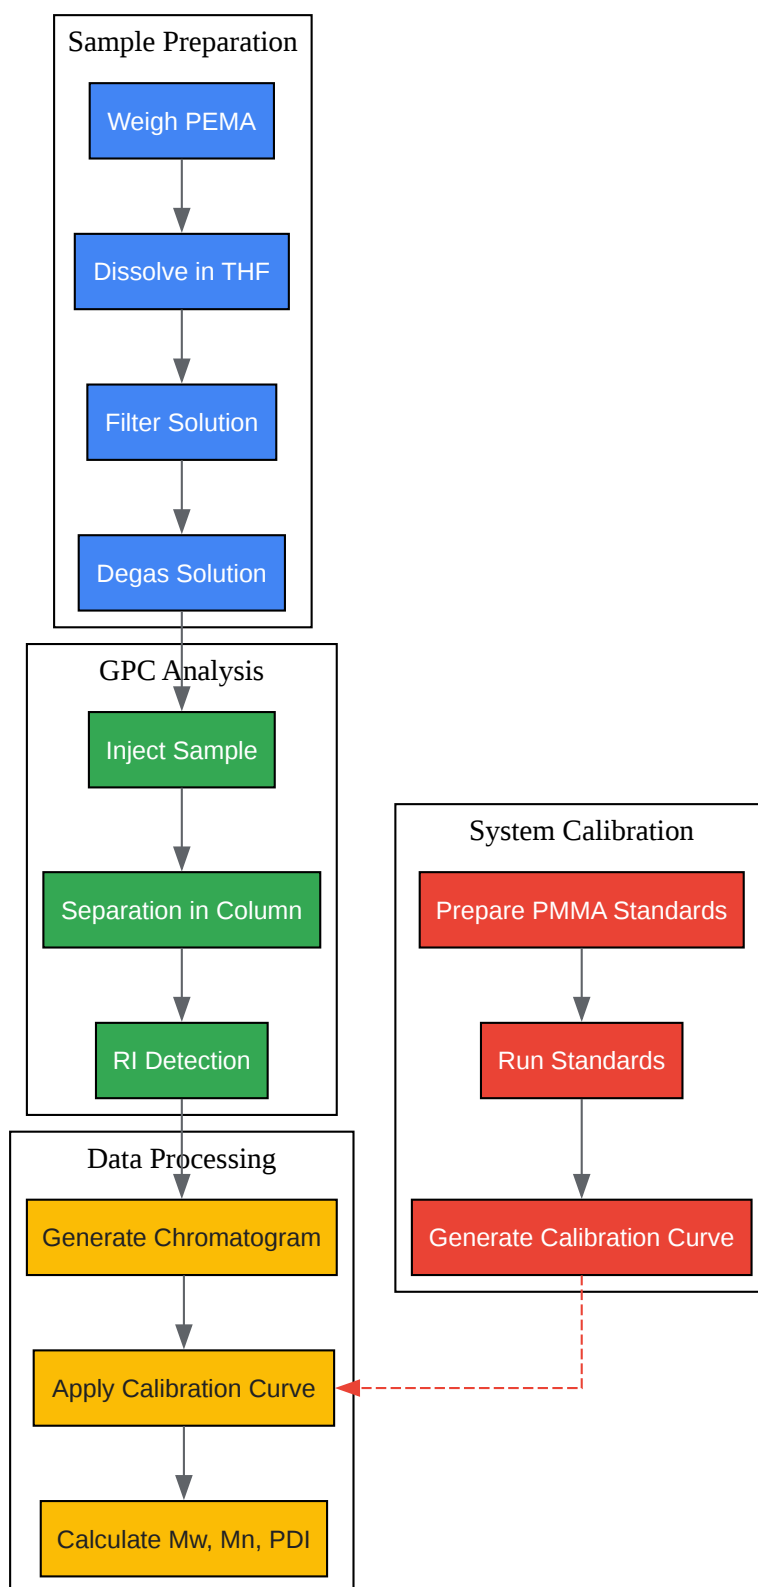 Sample Preparation
Weigh PEMA
Dissolve in THF
Filter Solution
Degas Solution
GPC Analysis
Inject Sample
Separation in Column
RI Detection
System Calibration
Prepare PMMA Standards
Run Standards
Generate Calibration Curve
Data Processing
Generate Chromatogram
Apply Calibration Curve
Calculate Mw, Mn, PDI